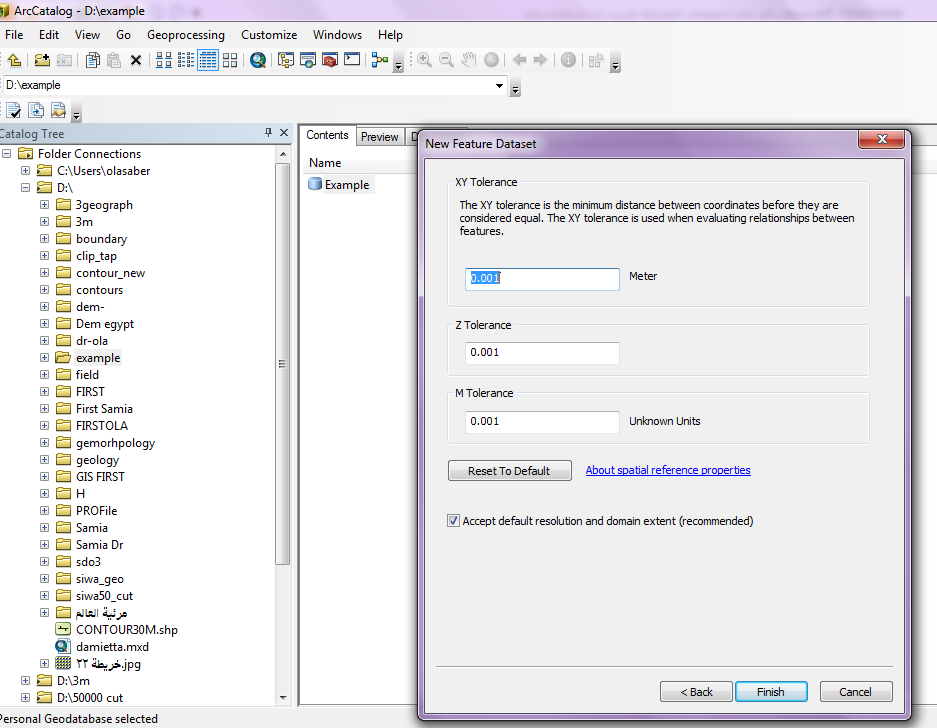 ArcCatalog - D:\example
File Edit View Go Geoprocessing Customize Windows Help
D:\example
Catalog Tree
Folder Connections
C:\Users\olasaber
D:\
3geograph
3m
boundary
clip_tap
contour_new
contours
dem-
Dem egypt
dr-ola
example
field
FIRST
First Samia
FIRSTOLA
gemorhpology
geology
GIS FIRST
H
PROFile
Samia
Samia Dr
sdo3
siwa_geo
siwa50_cut
مرئية العالم
CONTOUR30M.shp
damietta.mxd
خريطة ٢٢.jpg
D:\3m
D:\50000 cut
Personal Geodatabase selected
Contents Preview D
Name
Example
New Feature Dataset
XY Tolerance
The XY tolerance is the minimum distance between coordinates before they are
considered equal. The XY tolerance is used when evaluating relationships between
features.
0.001 Meter
Z Tolerance
0.001
M Tolerance
0.001 Unknown Units
Reset To Default About spatial reference properties
Accept default resolution and domain extent (recommended)
< Back Finish Cancel